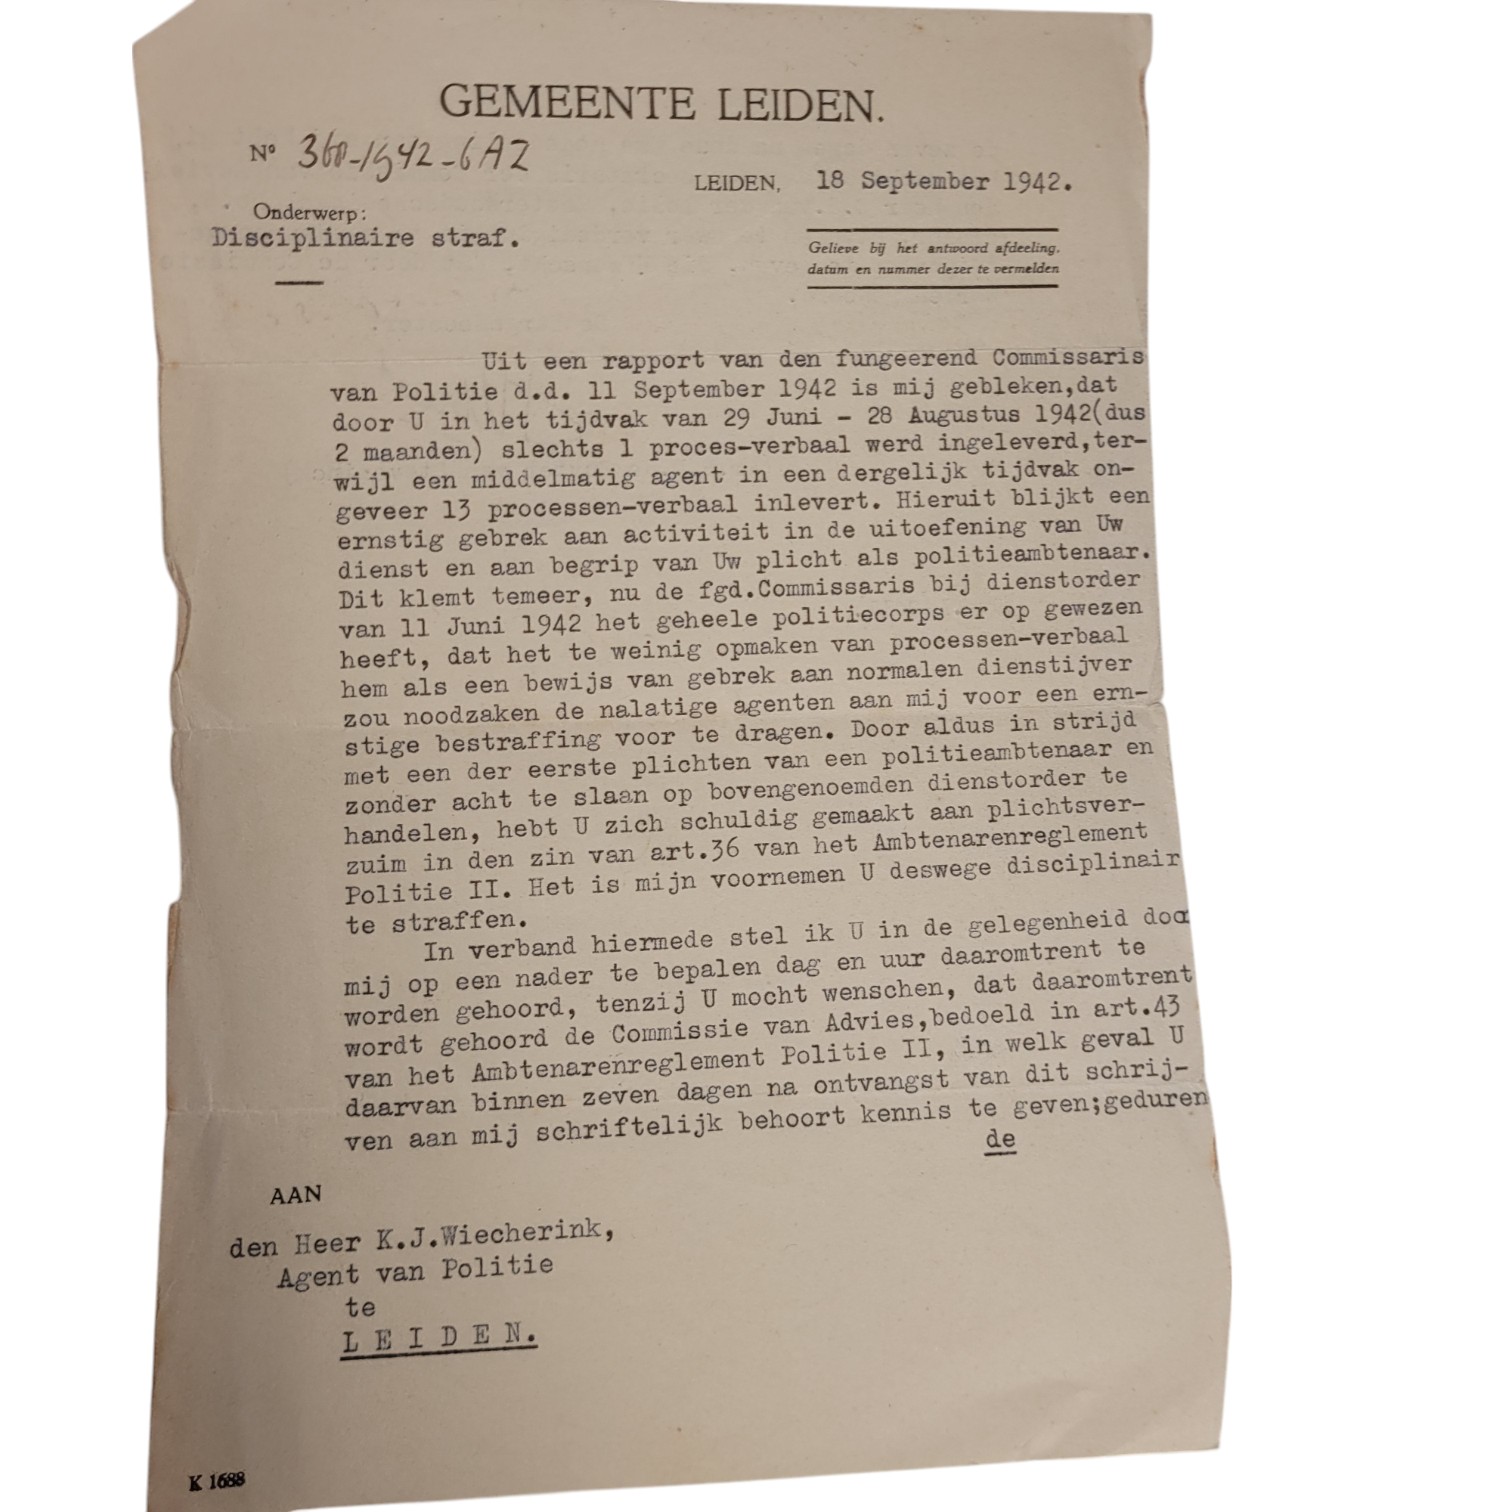 GEMEENTE LEIDEN.
Nº 360-1942-6AZ
LEIDEN, 18 September 1942.
Onderwerp:
Disciplinaire straf.
Gelieve bij het antwoord afdeeling,
datum en nummer dezer te vermelden
Uit een rapport van den fungeerend Commissaris
van Politie d.d. 11 September 1942 is mij gebleken,dat
door U in het tijdvak van 29 Juni - 28 Augustus 1942(dus
2 maanden) slechts 1 proces-verbaal werd ingeleverd,ter-
wijl een middelmatig agent in een dergelijk tijdvak on-
geveer 13 processen-verbaal inlevert. Hieruit blijkt een
ernstig gebrek aan activiteit in de uitoefening van Uw
dienst en aan begrip van Uw plicht als politieambtenaar.
Dit klemt temeer, nu de fgd.Commissaris bij dienstorder
van 11 Juni 1942 het geheele politiecorps er op gewezen
heeft, dat het te weinig opmaken van processen-verbaal
hem als een bewijs van gebrek aan normalen dienstijver
zou noodzaken de nalatige agenten aan mij voor een ern-
stige bestraffing voor te dragen. Door aldus in strijd
met een der eerste plichten van een politieambtenaar en
zonder acht te slaan op bovengenoemden dienstorder te
handelen, hebt U zich schuldig gemaakt aan plichtsver-
zuim in den zin van art.36 van het Ambtenarenreglement
Politie II. Het is mijn voornemen U deswege disciplinair
te straffen.
In verband hiermede stel ik U in de gelegenheid door
mij op een nader te bepalen dag en uur daaromtrent te
worden gehoord, tenzij U mocht wenschen, dat daaromtrent
wordt gehoord de Commissie van Advies,bedoeld in art.43
van het Ambtenarenreglement Politie II, in welk geval U
daarvan binnen zeven dagen na ontvangst van dit schrij-
ven aan mij schriftelijk behoort kennis te geven;geduren
de
AAN
den Heer K.J.Wiecherink,
Agent van Politie
te
LEIDEN.
K 1688